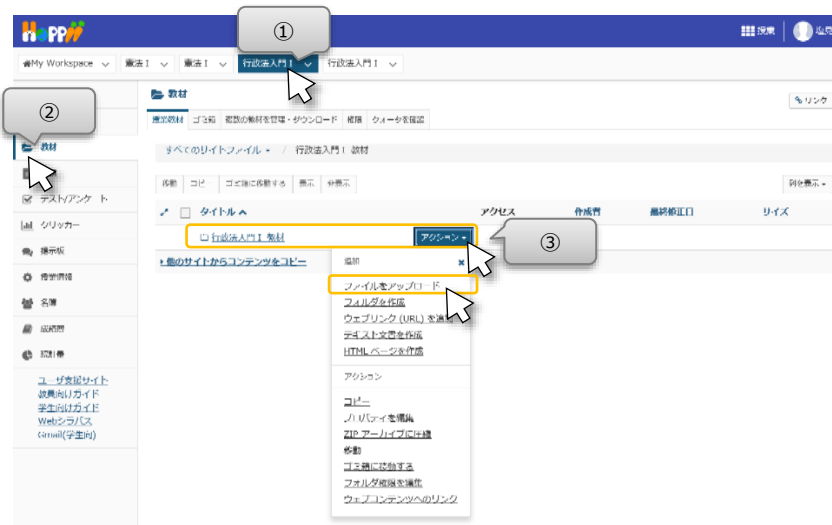 Hoppii
①
授業
My Workspace
憲法Ⅰ
憲法Ⅰ
行政法入門Ⅰ
行政法入門Ⅰ
②
教材
リンク
授業教材 ゴミ箱 複数の教材を管理・ダウンロード 権限 クォータを確認
教材
すべてのサイトファイル / 行政法入門Ⅰ 教材
移動 コピー ゴミ箱に移動する 表示 非表示
列を表示
テスト/アンケート
タイトル アクセス 作成者 最終修正日 サイズ
クリッカー
行政法入門Ⅰ 教材 アクション
③
掲示板
他のサイトからコンテンツをコピー
追加
授業情報
ファイルをアップロード
名簿
フォルダを作成
ウェブリンク (URL) を追加
成績簿
テキスト文書を作成
統計量
HTML ページを作成
アクション
ユーザ支援サイト
教員向けガイド
学生向けガイド
Webシラバス
Gmail(学生向)
コピー
プロパティを編集
ZIP アーカイブに圧縮
移動
ゴミ箱に移動する
フォルダ権限を編集
ウェブコンテンツへのリンク